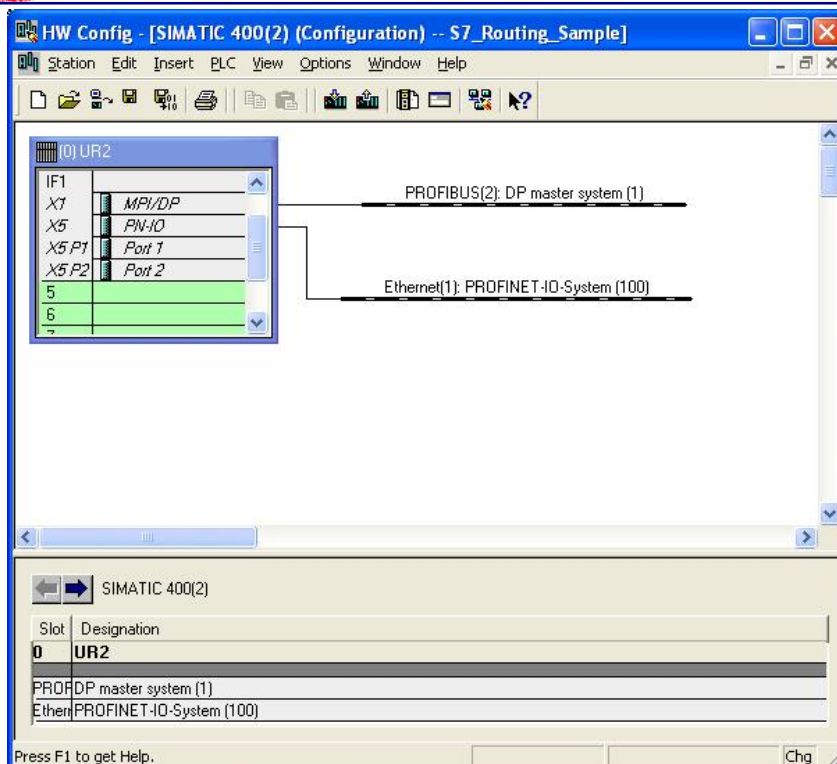 HW Config - [SIMATIC 400(2) (Configuration) -- S7_Routing_Sample]
Station Edit Insert PLC View Options Window Help
(0) UR2
IF1
X1 MPI/DP
X5 PN-IO
X5 P1 Port 1
X5 P2 Port 2
5
6
PROFIBUS(2): DP master system (1)
Ethernet(1): PROFINET-IO-System (100)
SIMATIC 400(2)
Slot Designation
0 UR2
PROF DP master system (1)
Ether PROFINET-IO-System (100)
Press F1 to get Help.
Chg